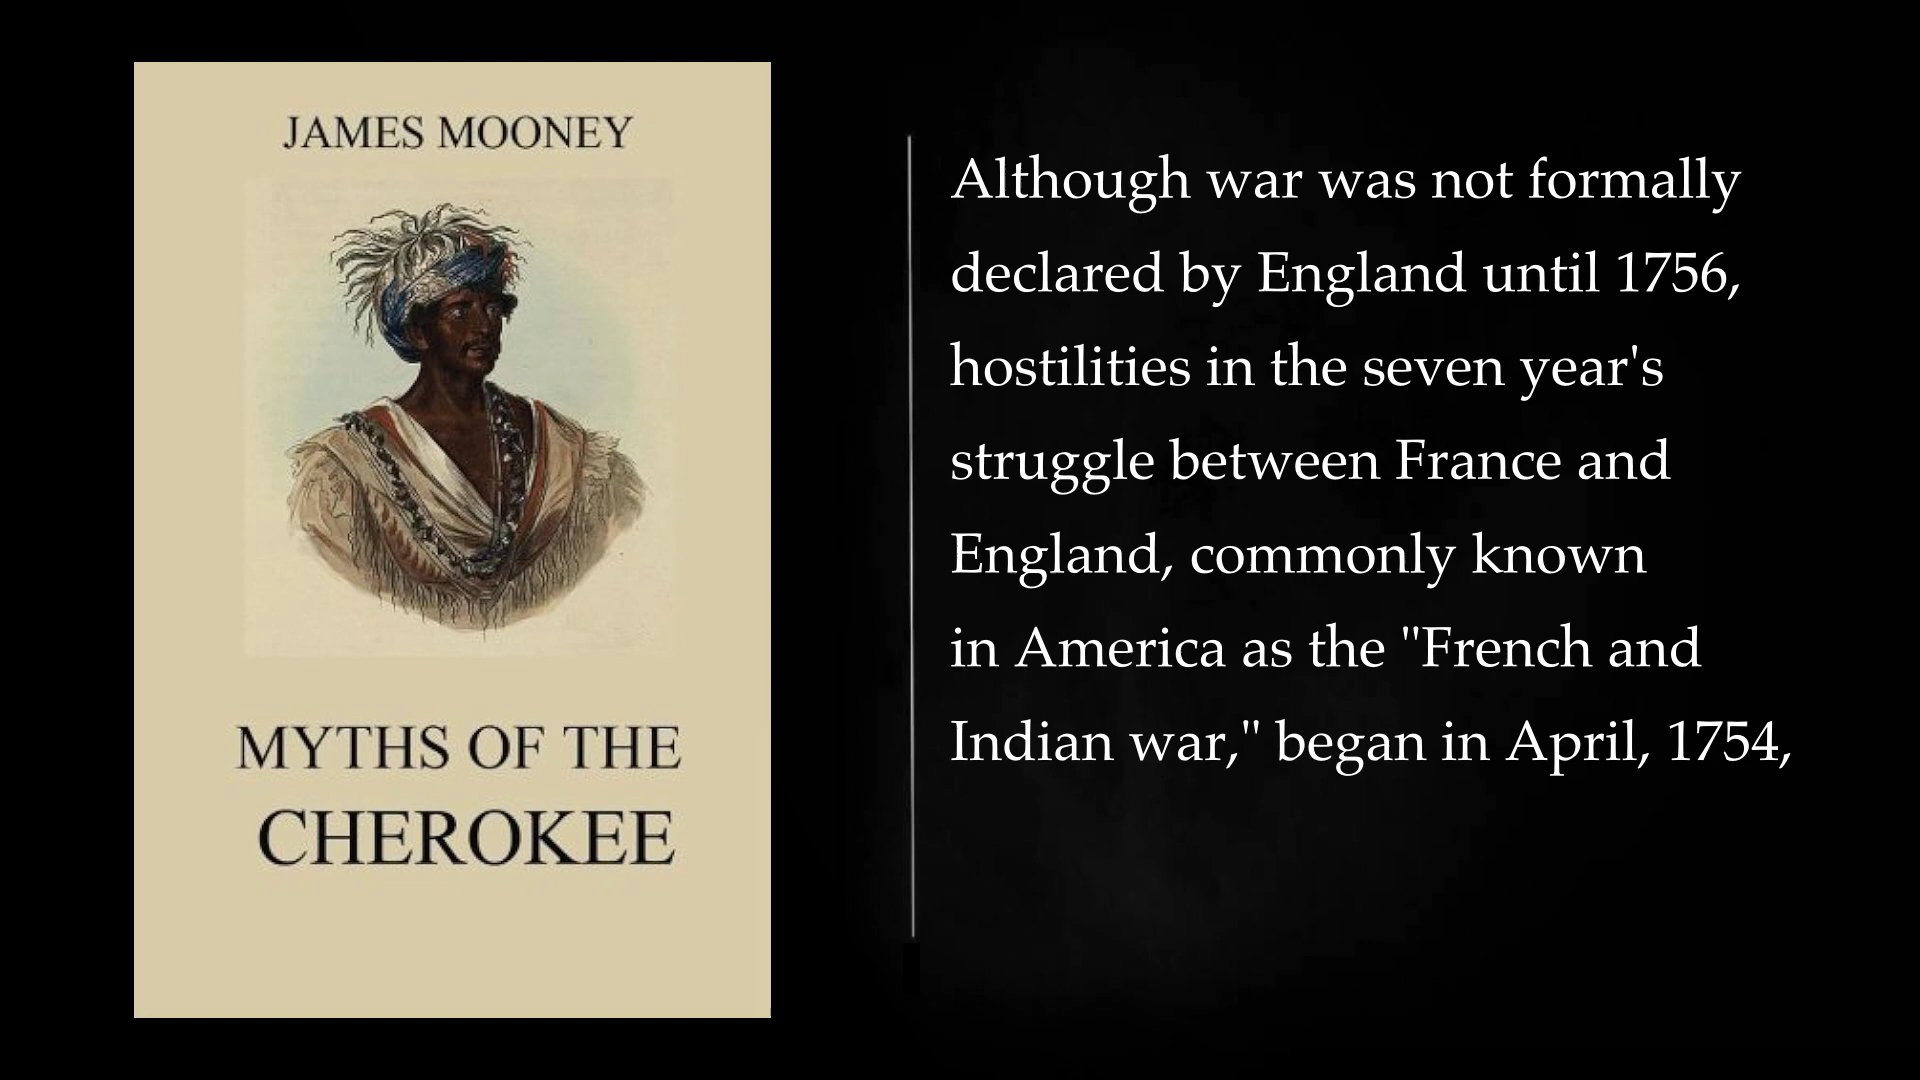 JAMES MOONEY
MYTHS OF THE
CHEROKEE
Although war was not formally
declared by England until 1756,
hostilities in the seven year's
struggle between France and
England, commonly known
in America as the "French and
Indian war," began in April, 1754,